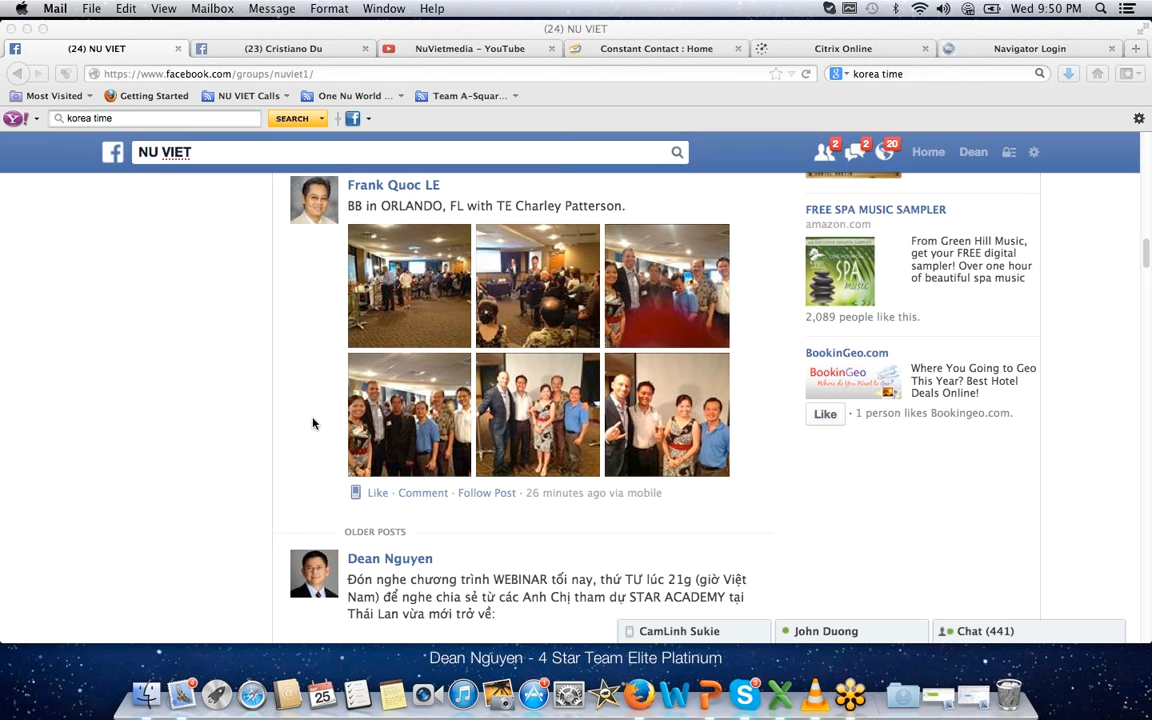 Mail File Edit View Mailbox Message Format Window Help Wed 9:50 PM
(24) NU VIET
(24) NU VIET (23) Cristiano Du NuVietmedia – YouTube Constant Contact : Home Citrix Online Navigator Login
https://www.facebook.com/groups/nuviet1/ korea time
Most Visited Getting Started NU VIET Calls One Nu World ... Team A-Squar...
Y! korea time SEARCH
NU VIET 2 2 20 Home Dean
Frank Quoc LE
BB in ORLANDO, FL with TE Charley Patterson.
Like · Comment · Follow Post · 26 minutes ago via mobile
OLDER POSTS
Dean Nguyen
Đón nghe chương trình WEBINAR tối nay, thứ TƯ lúc 21g (giờ Việt
Nam) để nghe chia sẻ từ các Anh Chị tham dự STAR ACADEMY tại
Thái Lan vừa mới trở về:
FREE SPA MUSIC SAMPLER
amazon.com
SPA
MUSIC
From Green Hill Music,
get your FREE digital
sampler! Over one hour
of beautiful spa music
2,089 people like this.
BookinGeo.com
BookinGeo
Where You Going to Geo
This Year? Best Hotel
Deals Online!
Like · 1 person likes Bookingeo.com.
CamLinh Sukie John Duong Chat (441)
Dean Nguyen - 4 Star Team Elite Platinum